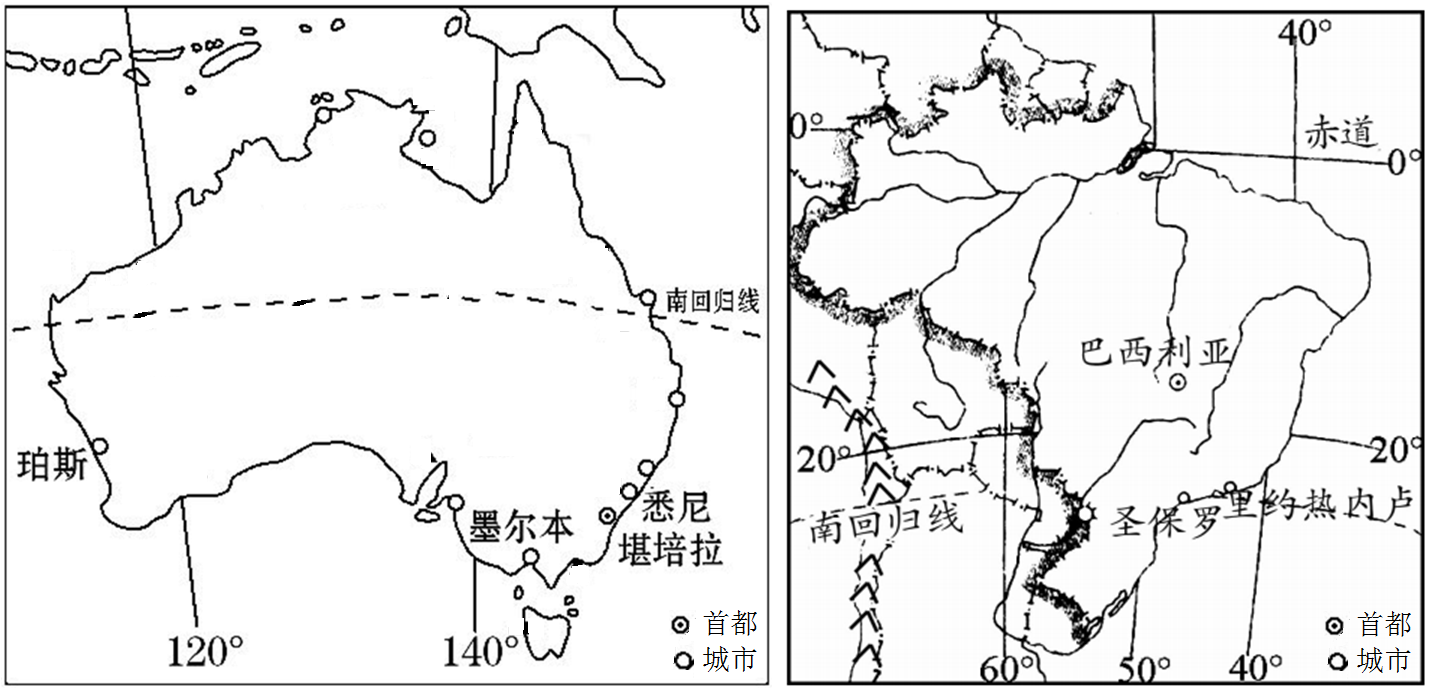 南回归线
珀斯
悉尼
墨尔本
堪培拉
120°
140°
首都
城市
40°
0°
赤道
0°
巴西利亚
20°
20°
南回归线
圣保罗
里约热内卢
60°
50°
40°
首都
城市